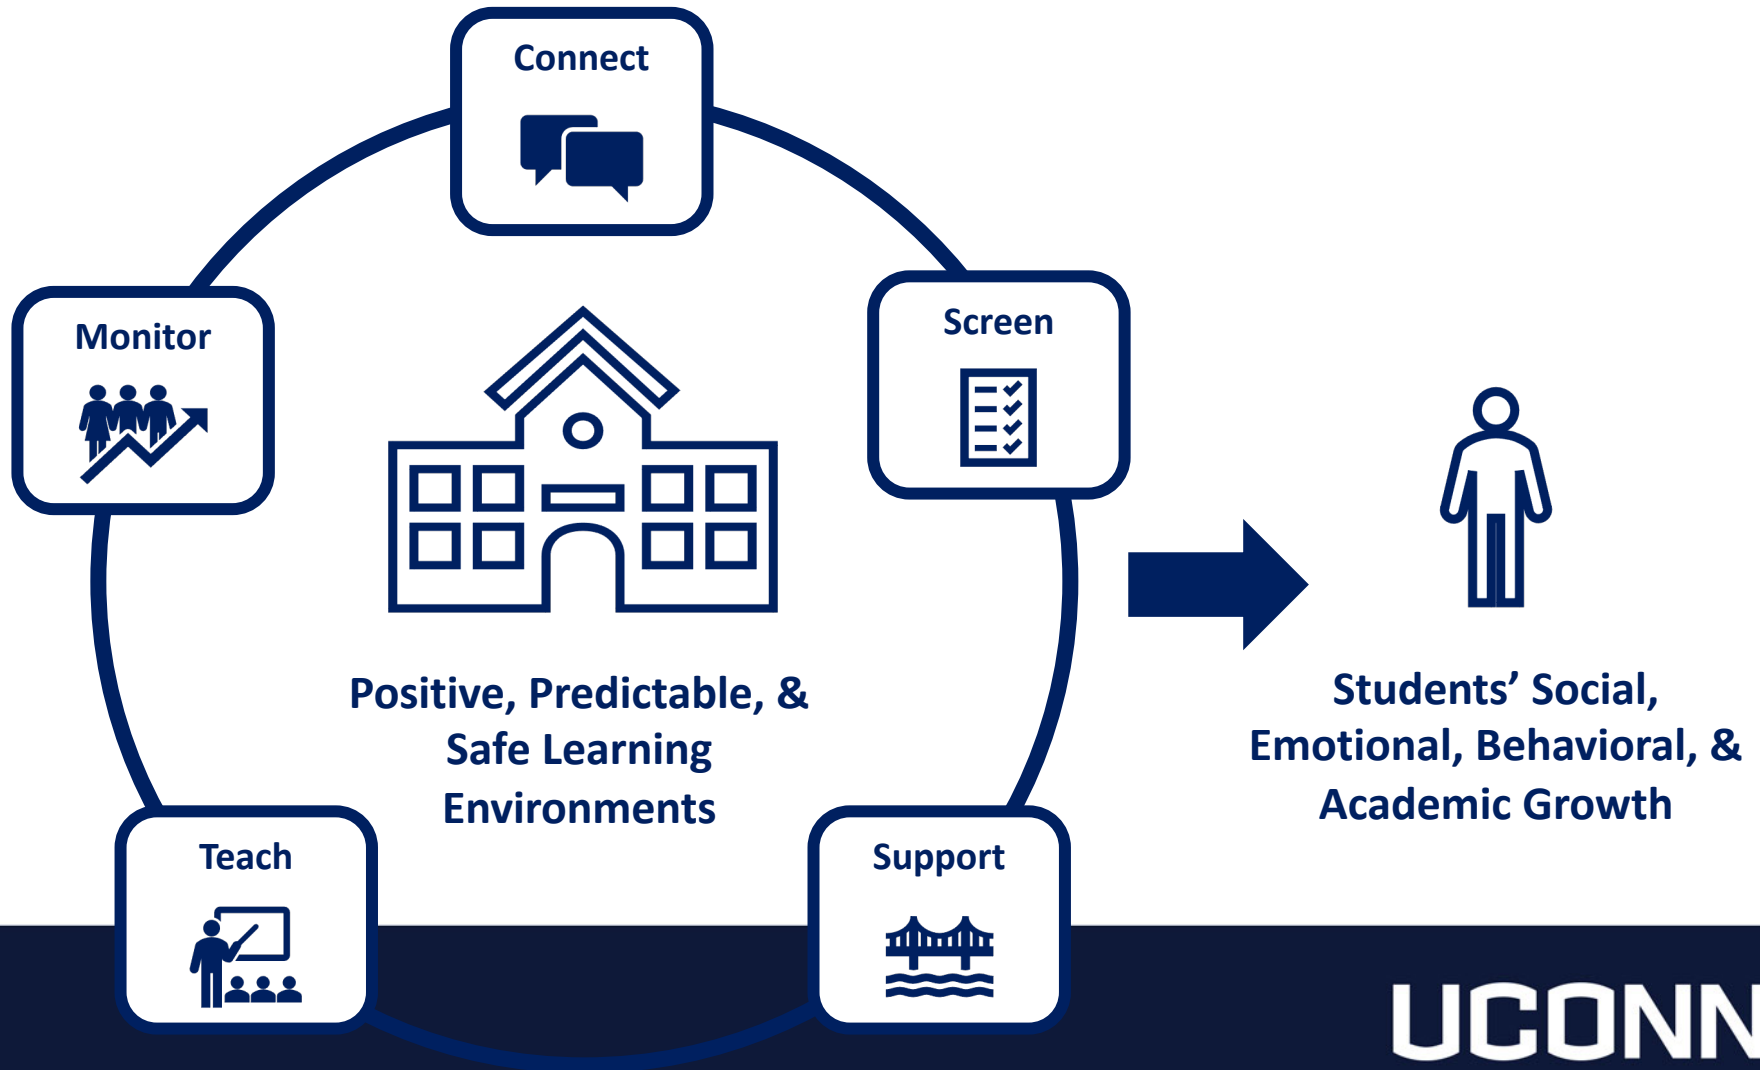 Connect
Monitor
Screen
Positive, Predictable, &
Safe Learning
Environments
Students’ Social,
Emotional, Behavioral, &
Academic Growth
Teach
Support
UCONN